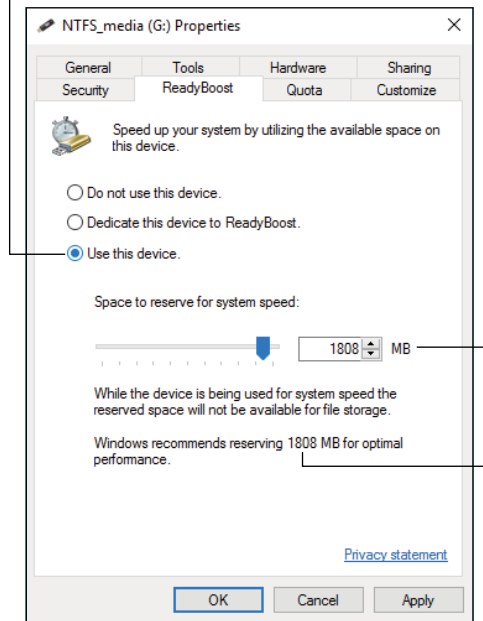 NTFS_media (G:) Properties
General Tools Hardware Sharing
Security ReadyBoost Quota Customize
Speed up your system by utilizing the available space on
this device.
Do not use this device.
Dedicate this device to ReadyBoost.
Use this device.
Space to reserve for system speed:
1808 MB
While the device is being used for system speed the
reserved space will not be available for file storage.
Windows recommends reserving 1808 MB for optimal
performance.
Privacy statement
OK Cancel Apply